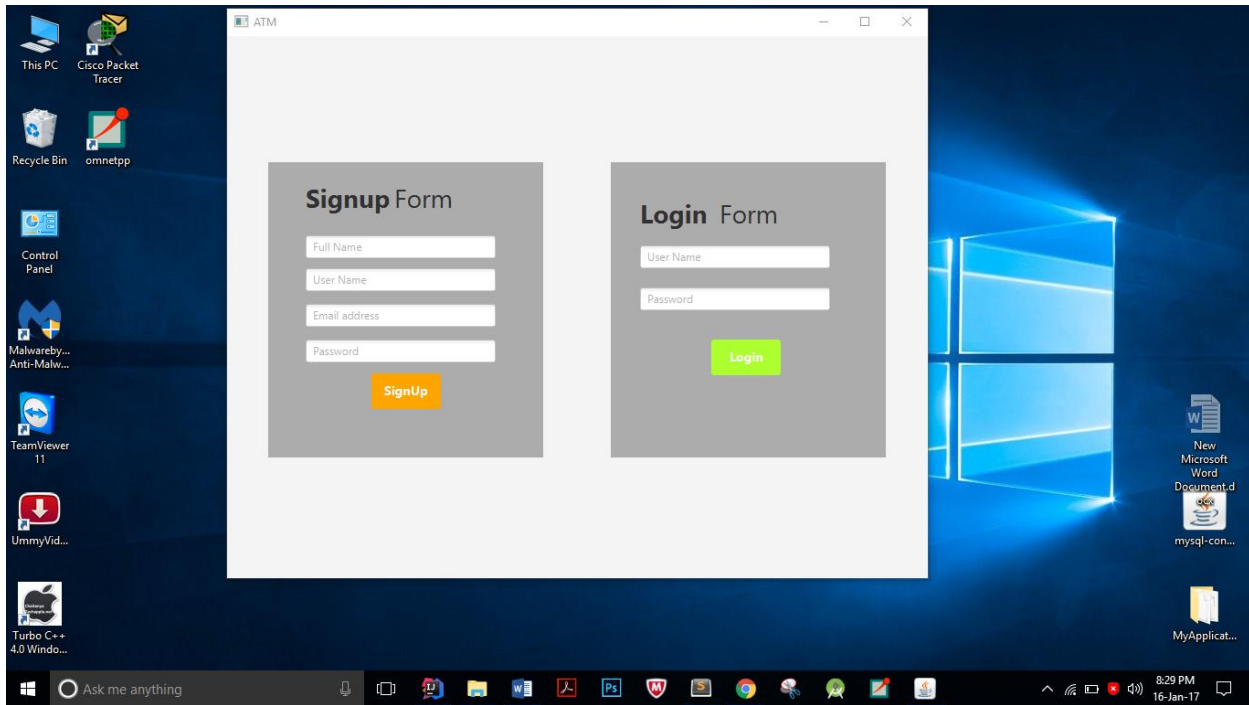 ATM
This PC
Cisco Packet
Tracer
Recycle Bin
omnetpp
Control
Panel
Malwareby...
Anti-Malw...
TeamViewer
11
UmmyVid...
Turbo C++
4.0 Windo...
Signup Form
Full Name
User Name
Email address
Password
SignUp
Login Form
User Name
Password
Login
New
Microsoft
Word
Document.d
mysql-con...
MyApplicat...
Ask me anything
8:29 PM
16-Jan-17